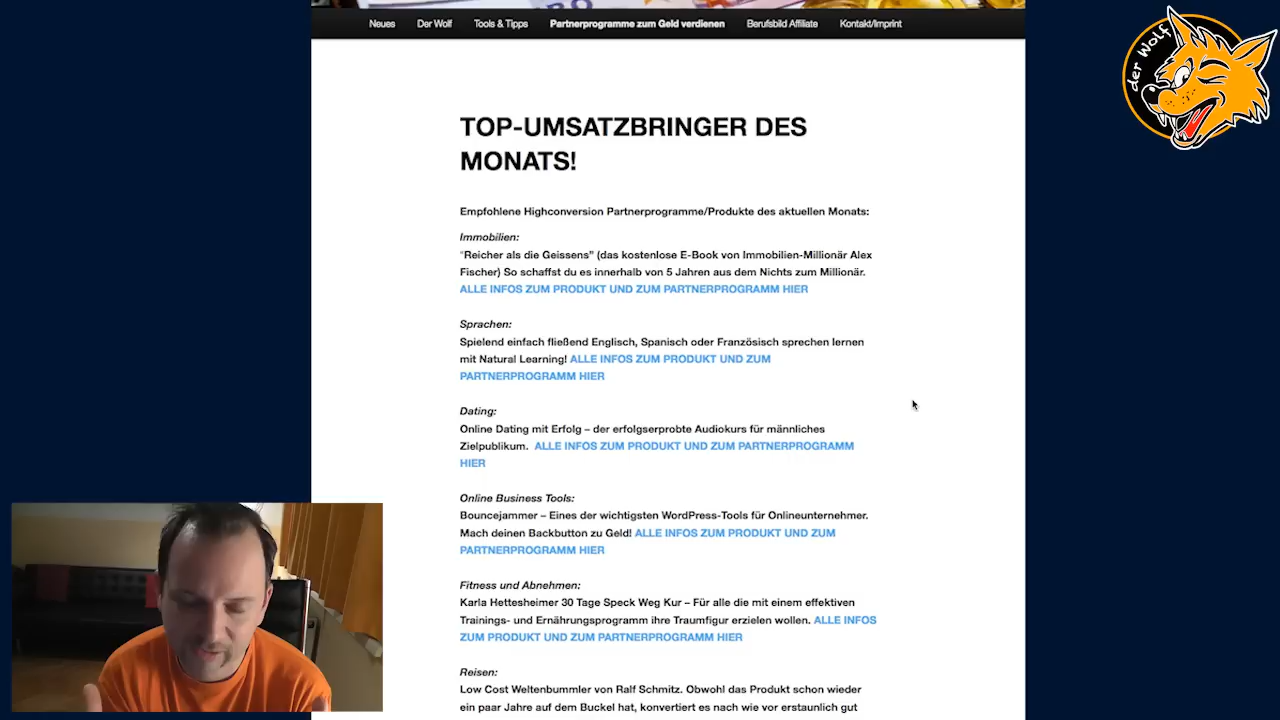 Neues Der Wolf Tools & Tipps Partnerprogramme zum Geld verdienen Berufsbild Affiliate Kontakt/Imprint
der Wolf
TOP-UMSATZBRINGER DES
MONATS!
Empfohlene Highconversion Partnerprogramme/Produkte des aktuellen Monats:
Immobilien:
“Reicher als die Geissens” (das kostenlose E-Book von Immobilien-Millionär Alex
Fischer) So schaffst du es innerhalb von 5 Jahren aus dem Nichts zum Millionär.
ALLE INFOS ZUM PRODUKT UND ZUM PARTNERPROGRAMM HIER
Sprachen:
Spielend einfach fließend Englisch, Spanisch oder Französisch sprechen lernen
mit Natural Learning! ALLE INFOS ZUM PRODUKT UND ZUM
PARTNERPROGRAMM HIER
Dating:
Online Dating mit Erfolg – der erfolgserprobte Audiokurs für männliches
Zielpublikum. ALLE INFOS ZUM PRODUKT UND ZUM PARTNERPROGRAMM
HIER
Online Business Tools:
Bouncejammer – Eines der wichtigsten WordPress-Tools für Onlineunternehmer.
Mach deinen Backbutton zu Geld! ALLE INFOS ZUM PRODUKT UND ZUM
PARTNERPROGRAMM HIER
Fitness und Abnehmen:
Karla Hettesheimer 30 Tage Speck Weg Kur – Für alle die mit einem effektiven
Trainings- und Ernährungsprogramm ihre Traumfigur erzielen wollen. ALLE INFOS
ZUM PRODUKT UND ZUM PARTNERPROGRAMM HIER
Reisen:
Low Cost Weltenbummler von Ralf Schmitz. Obwohl das Produkt schon wieder
ein paar Jahre auf dem Buckel hat, konvertiert es nach wie vor erstaunlich gut